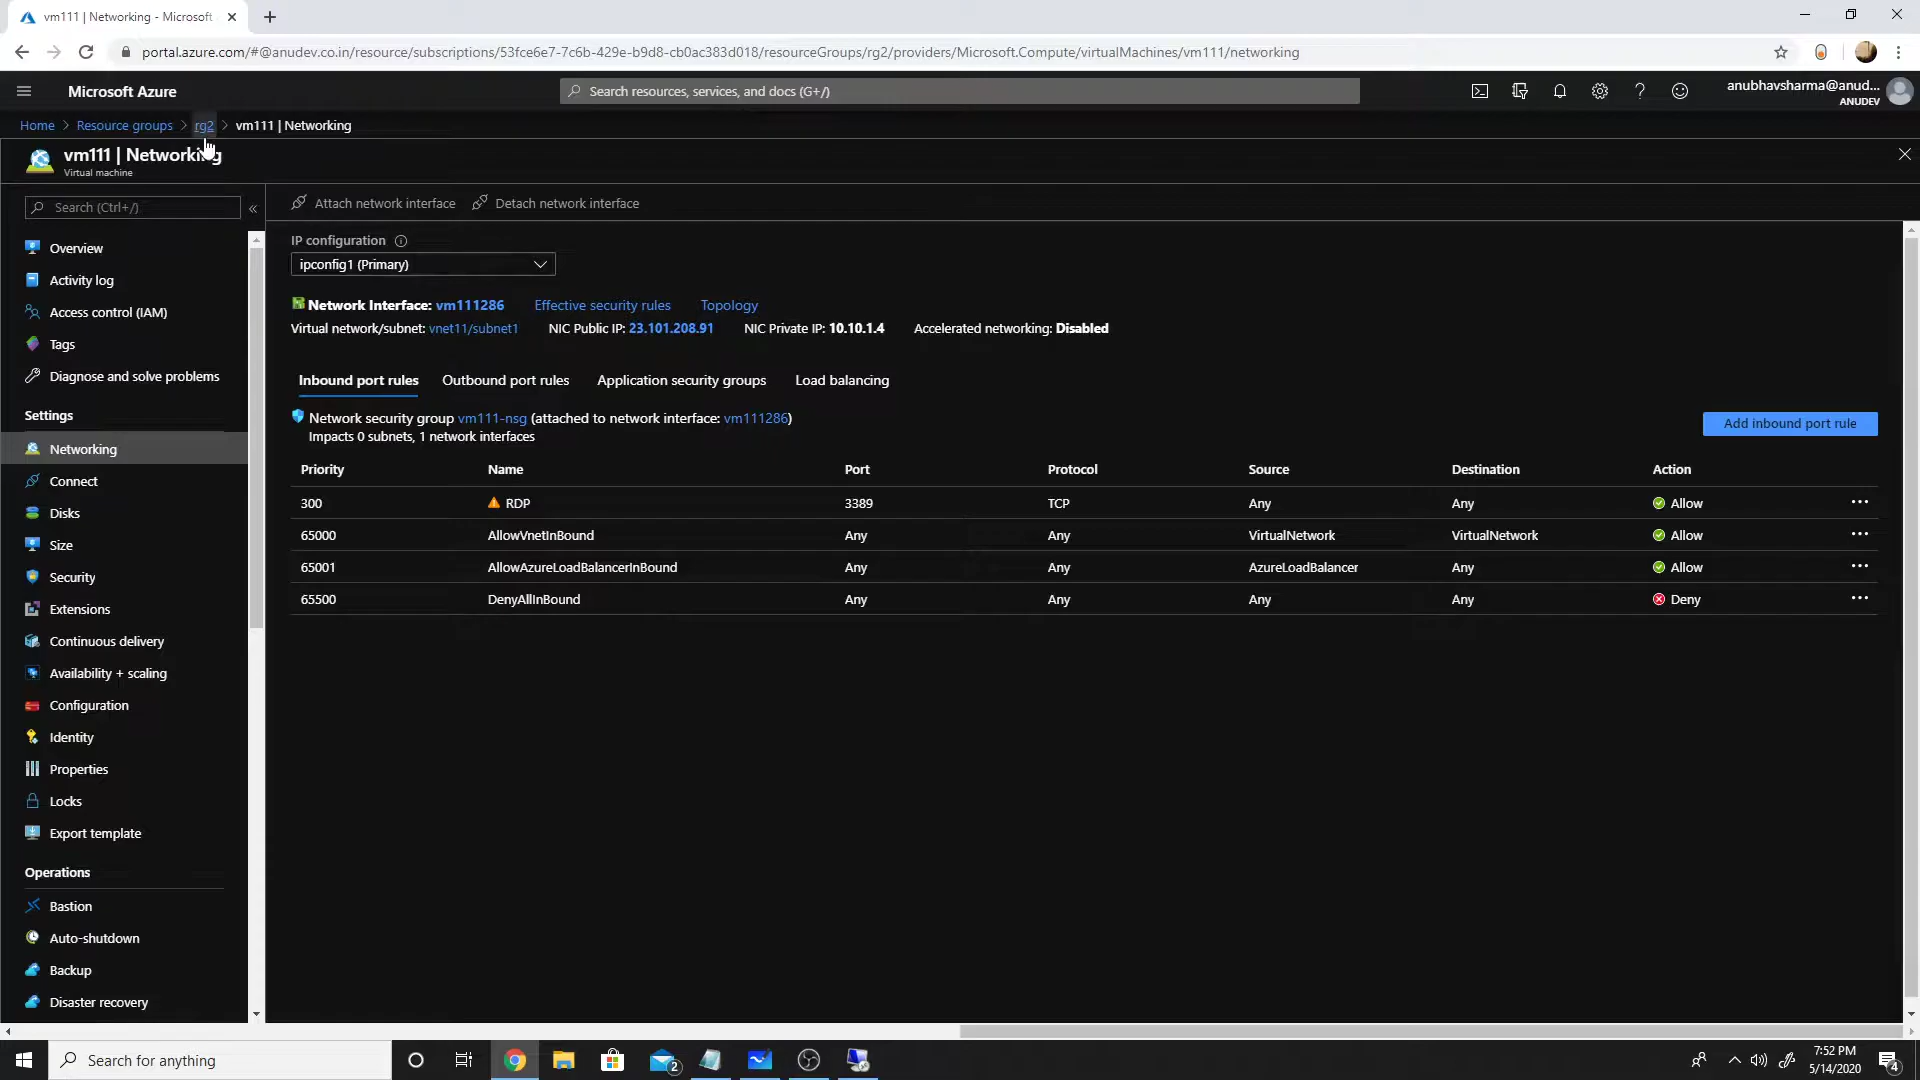 vm111 | Networking - Microsoft
portal.azure.com/#@anudev.co.in/resource/subscriptions/53fce6e7-7c6b-429e-b9d8-cb0ac383d018/resourceGroups/rg2/providers/Microsoft.Compute/virtualMachines/vm111/networking
Microsoft Azure
Search resources, services, and docs (G+/)
anubhavsharma@anud...
ANUDEV
Home > Resource groups > rg2 > vm111 | Networking
vm111 | Networking
Virtual machine
Search (Ctrl+/)
«
Attach network interface Detach network interface
IP configuration
ipconfig1 (Primary)
Network Interface: vm111286 Effective security rules Topology
Virtual network/subnet: vnet11/subnet1 NIC Public IP: 23.101.208.91 NIC Private IP: 10.10.1.4 Accelerated networking: Disabled
Inbound port rules Outbound port rules Application security groups Load balancing
Network security group vm111-nsg (attached to network interface: vm111286)
Impacts 0 subnets, 1 network interfaces
Add inbound port rule
Priority Name Port Protocol Source Destination Action
300 RDP 3389 TCP Any Any Allow ...
65000 AllowVnetInBound Any Any VirtualNetwork VirtualNetwork Allow ...
65001 AllowAzureLoadBalancerInBound Any Any AzureLoadBalancer Any Allow ...
65500 DenyAllInBound Any Any Any Any Deny ...
Overview
Activity log
Access control (IAM)
Tags
Diagnose and solve problems
Settings
Networking
Connect
Disks
Size
Security
Extensions
Continuous delivery
Availability + scaling
Configuration
Identity
Properties
Locks
Export template
Operations
Bastion
Auto-shutdown
Backup
Disaster recovery
Search for anything
2
7:52 PM
5/14/2020
4